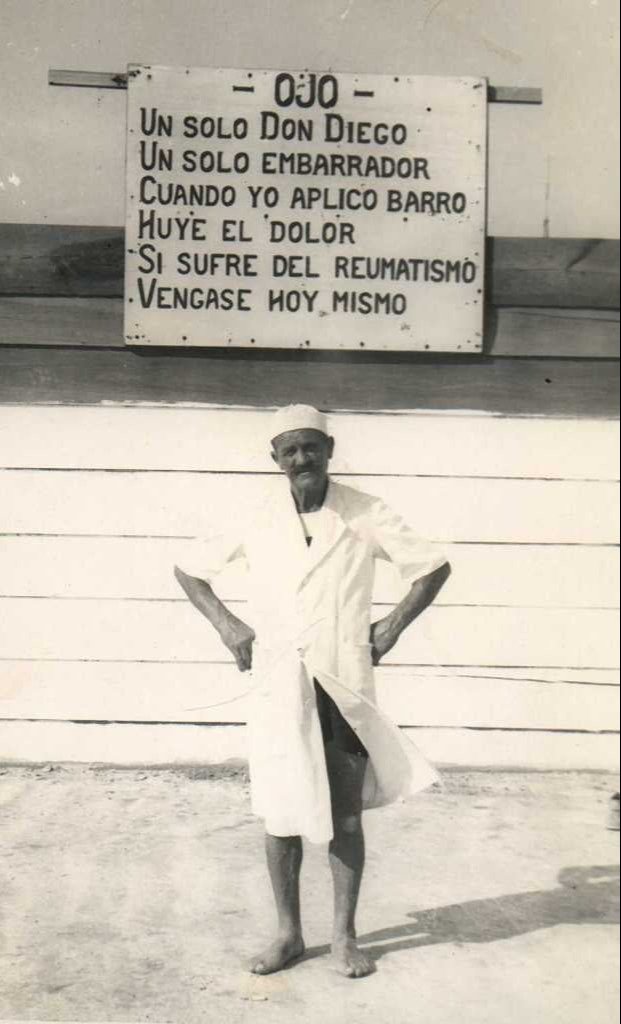 - OJO -
UN SOLO DON DIEGO
UN SOLO EMBARRADOR
CUANDO YO APLICO BARRO
HUYE EL DOLOR
SI SUFRE DEL REUMATISMO
VENGASE HOY MISMO